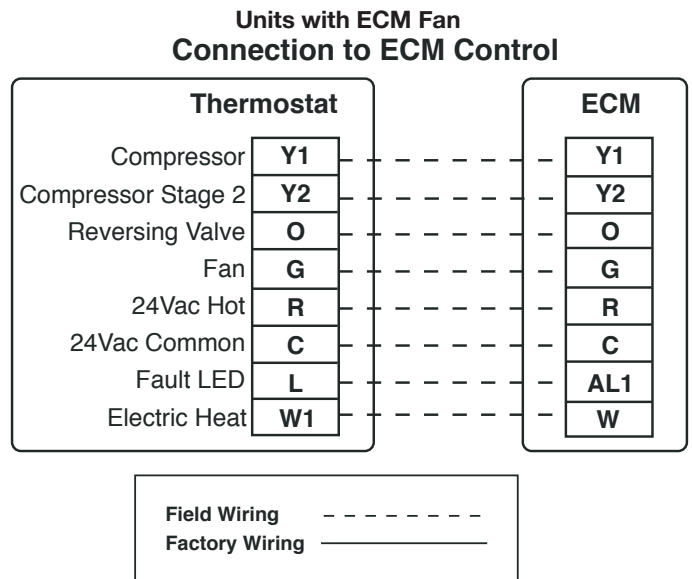 Units with ECM Fan
Connection to ECM Control
Thermostat ECM
Compressor Y1 Y1
Compressor Stage 2 Y2 Y2
Reversing Valve O O
Fan G G
24Vac Hot R R
24Vac Common C C
Fault LED L AL1
Electric Heat W1 W
Field Wiring
Factory Wiring